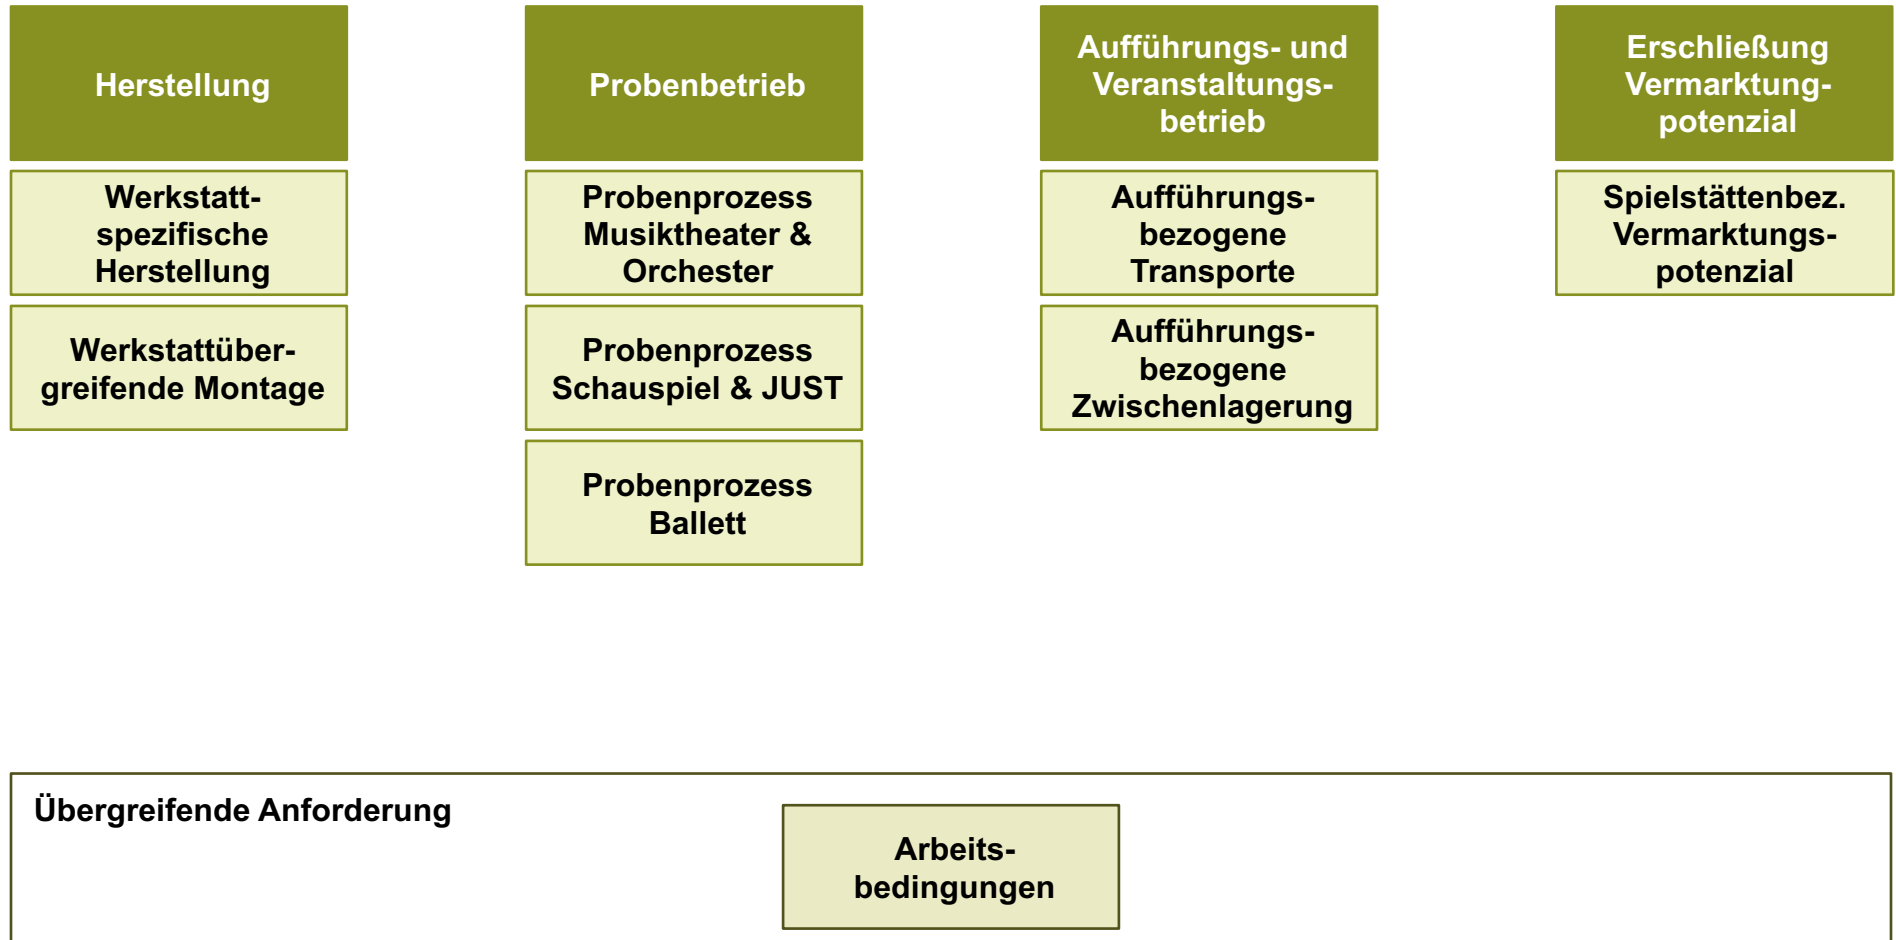 Herstellung
Werkstatt-
spezifische
Herstellung
Werkstattüber-
greifende Montage
Probenbetrieb
Probenprozess
Musiktheater &
Orchester
Probenprozess
Schauspiel & JUST
Probenprozess
Ballett
Aufführungs- und
Veranstaltungs-
betrieb
Aufführungs-
bezogene
Transporte
Aufführungs-
bezogene
Zwischenlagerung
Erschließung
Vermarktung-
potenzial
Spielstättenbez.
Vermarktungs-
potenzial
Übergreifende Anforderung
Arbeits-
bedingungen